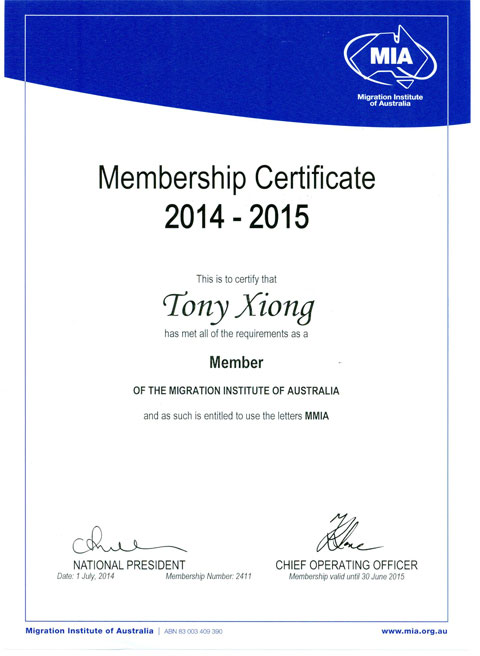 MIA
Migration Institute
of Australia
Membership Certificate
2014 - 2015
This is to certify that
Tony Xiong
has met all of the requirements as a
Member
OF THE MIGRATION INSTITUTE OF AUSTRALIA
and as such is entitled to use the letters MMIA
NATIONAL PRESIDENT
Date: 1 July, 2014 Membership Number: 2411
CHIEF OPERATING OFFICER
Membership valid until 30 June 2015
Migration Institute of Australia | ABN 83 003 409 390
www.mia.org.au